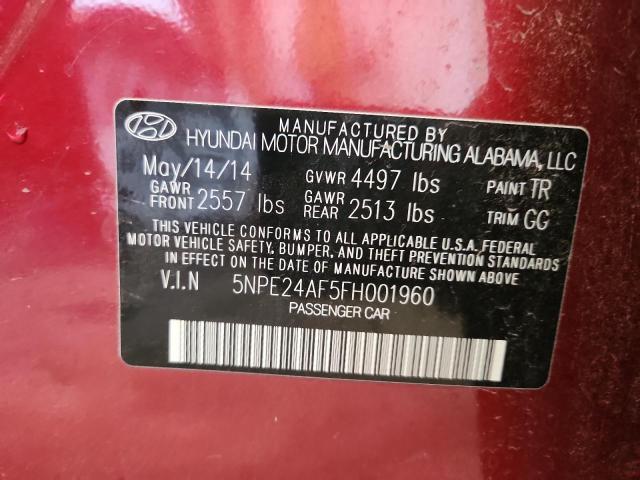 MANUFACTURED BY
HYUNDAI MOTOR MANUFACTURING ALABAMA, LLC
May/14/14 GVWR 4497 lbs PAINT TR
GAWR FRONT 2557 lbs GAWR REAR 2513 lbs TRIM GG
THIS VEHICLE CONFORMS TO ALL APPLICABLE U.S.A. FEDERAL
MOTOR VEHICLE SAFETY, BUMPER, AND THEFT PREVENTION STANDARDS
IN EFFECT ON THE DATE OF MANUFACTURE SHOWN ABOVE
V.I.N 5NPE24AF5FH001960
PASSENGER CAR